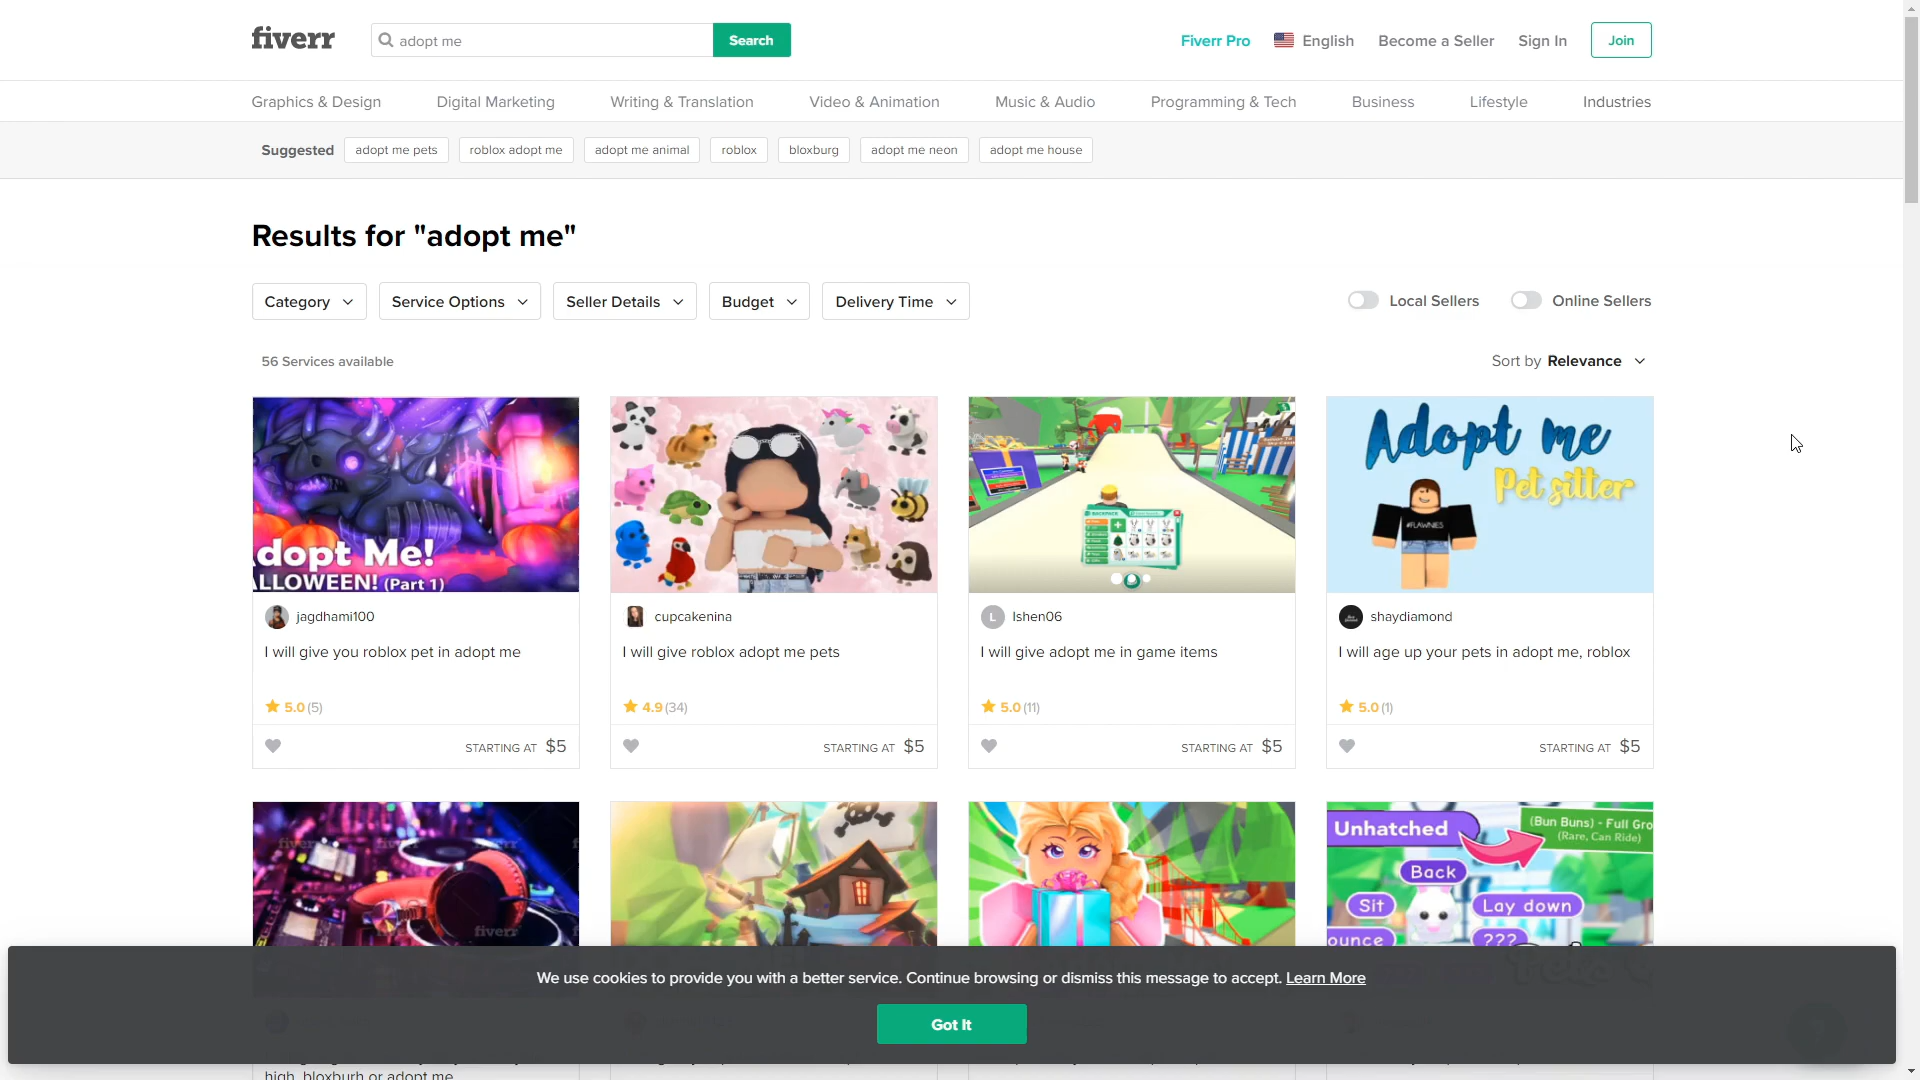 fiverr
adopt me
Search
Fiverr Pro
English
Become a Seller
Sign In
Join
Graphics & Design
Digital Marketing
Writing & Translation
Video & Animation
Music & Audio
Programming & Tech
Business
Lifestyle
Industries
Suggested
adopt me pets
roblox adopt me
adopt me animal
roblox
bloxburg
adopt me neon
adopt me house
Results for "adopt me"
Category
Service Options
Seller Details
Budget
Delivery Time
Local Sellers
Online Sellers
56 Services available
Sort by Relevance
dopt Me!
LLOWEEN! (Part 1)
BACKPACK
Adopt me
Pet sitter
#FLAWNIES
jagdhami100
cupcakenina
L
lshen06
shaydiamond
I will give you roblox pet in adopt me
I will give roblox adopt me pets
I will give adopt me in game items
I will age up your pets in adopt me, roblox
5.0 (5)
4.9 (34)
5.0 (11)
5.0 (1)
STARTING AT $5
STARTING AT $5
STARTING AT $5
STARTING AT $5
fiverr
fiverr
fiverr
Unhatched
(Bun Buns) - Full Gro
(Rare, Can Ride)
Back
Sit
Lay down
ounce
???
We use cookies to provide you with a better service. Continue browsing or dismiss this message to accept. Learn More
Got It
high, bloxburh or adopt me